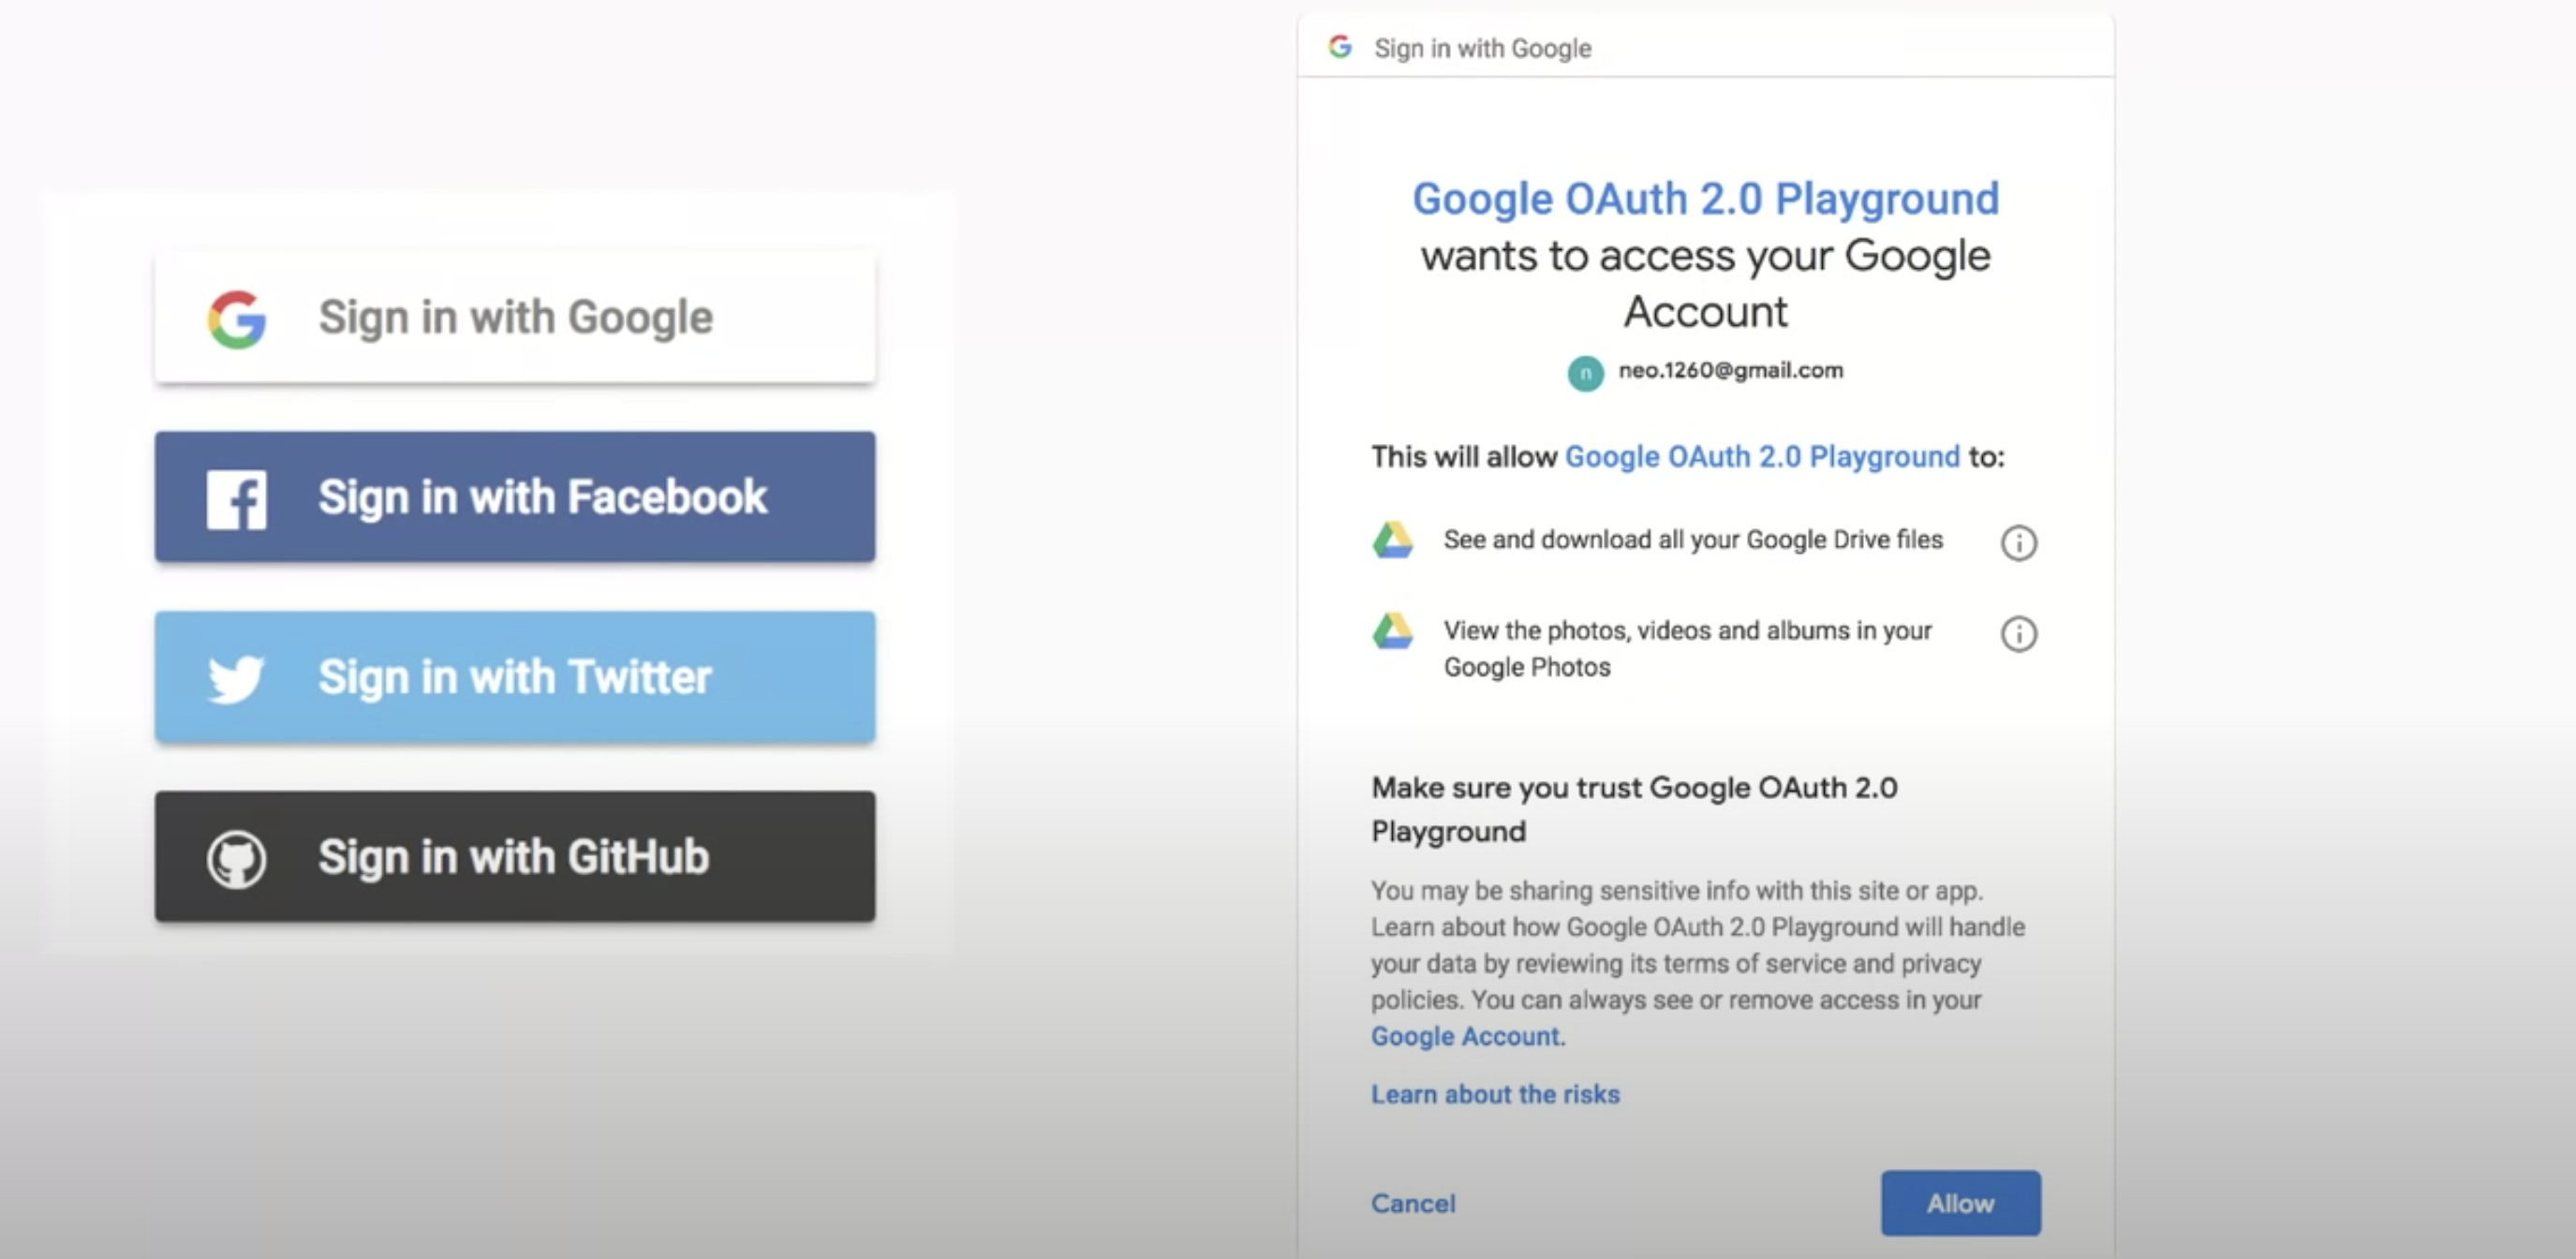 Sign in with Google
Sign in with Facebook
Sign in with Twitter
Sign in with GitHub
Sign in with Google
Google OAuth 2.0 Playground
wants to access your Google
Account
n neo.1260@gmail.com
This will allow Google OAuth 2.0 Playground to:
See and download all your Google Drive files
View the photos, videos and albums in your
Google Photos
Make sure you trust Google OAuth 2.0
Playground
You may be sharing sensitive info with this site or app.
Learn about how Google OAuth 2.0 Playground will handle
your data by reviewing its terms of service and privacy
policies. You can always see or remove access in your
Google Account.
Learn about the risks
Cancel Allow